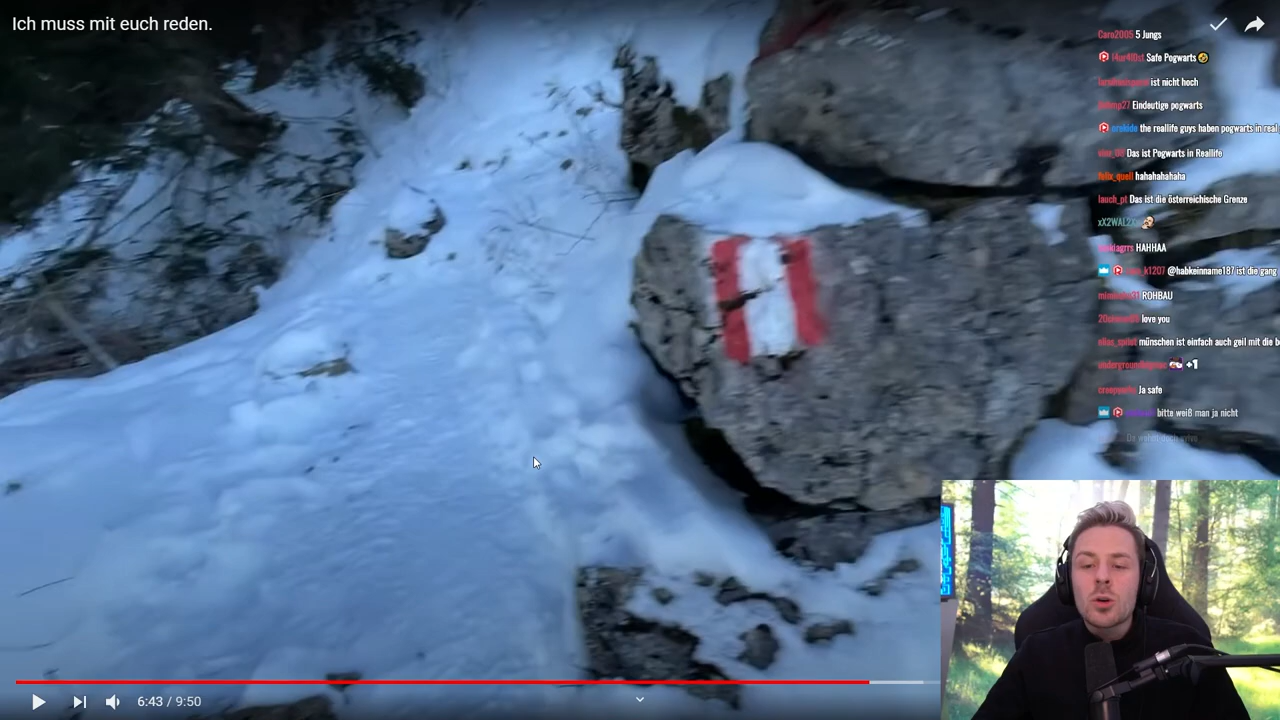 Ich muss mit euch reden.
Caro2005 5 Jungs
Safe Pogwarts
ist nicht hoch
Eindeutige pogwarts
the reallife guys haben pogwarts in real
Das ist Pogwarts in Reallife
felix_quell hahahahahaha
lauch_pt Das ist die österreichische Grenze
HAHHAA
@habkeinname187 ist die gang
ROHBAU
love you
münschen ist einfach auch geil mit die
+1
Ja safe
bitte weiß man ja nicht
6:43 / 9:50